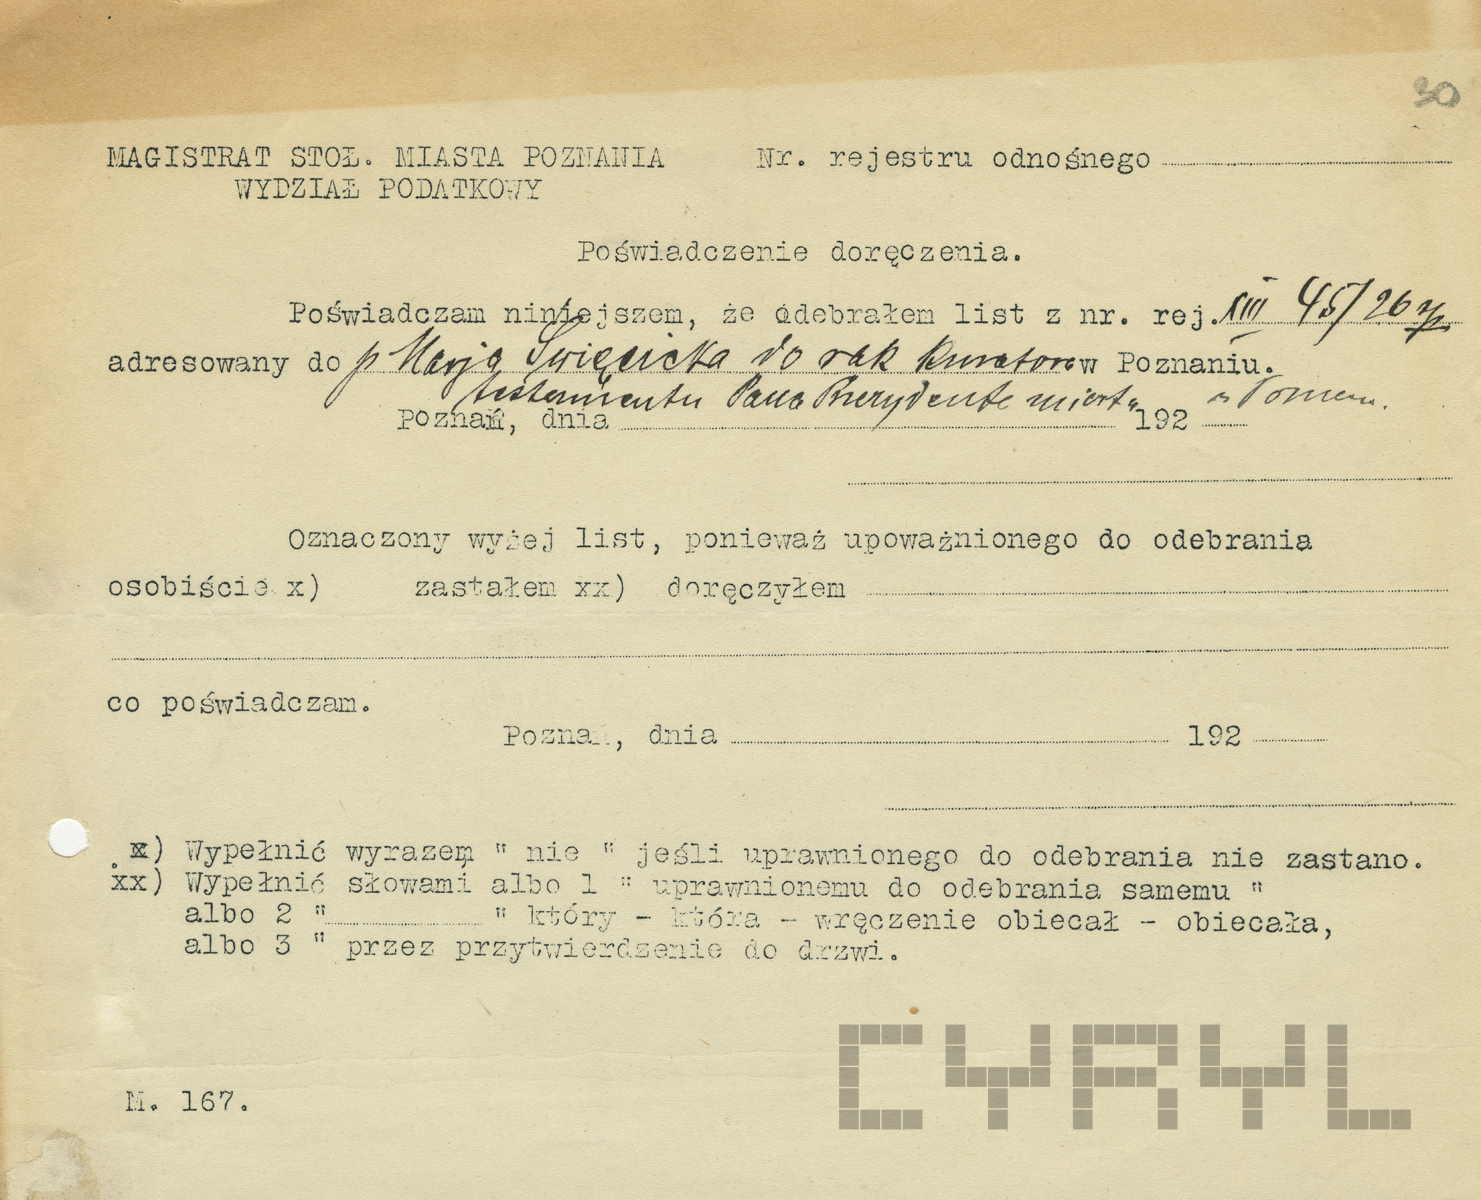 30
MAGISTRAT STOŁ. MIASTA POZNANIA Nr. rejestru odnośnego
WYDZIAŁ PODATKOWY
Poświadczenie doręczenia.
Poświadczam niniejszem, że odebrałem list z nr. rej. XIII 45/26
adresowany do p Marja Święcicka do rąk Kuratora w Poznaniu.
testamentu Pana Prezydenta miasta
Poznań, dnia 192
Oznaczony wyżej list, ponieważ upoważnionego do odebrania
osobiście x) zastałem xx) doręczyłem
co poświadczam.
Poznań, dnia 192
x) Wypełnić wyrazem " nie " jeśli uprawnionego do odebrania nie zastano.
xx) Wypełnić słowami albo 1 " uprawnionemu do odebrania samemu "
albo 2 " " który - która - wręczenie obiecał - obiecała,
albo 3 " przez przytwierdzenie do drzwi.
CYRYL
M. 167.